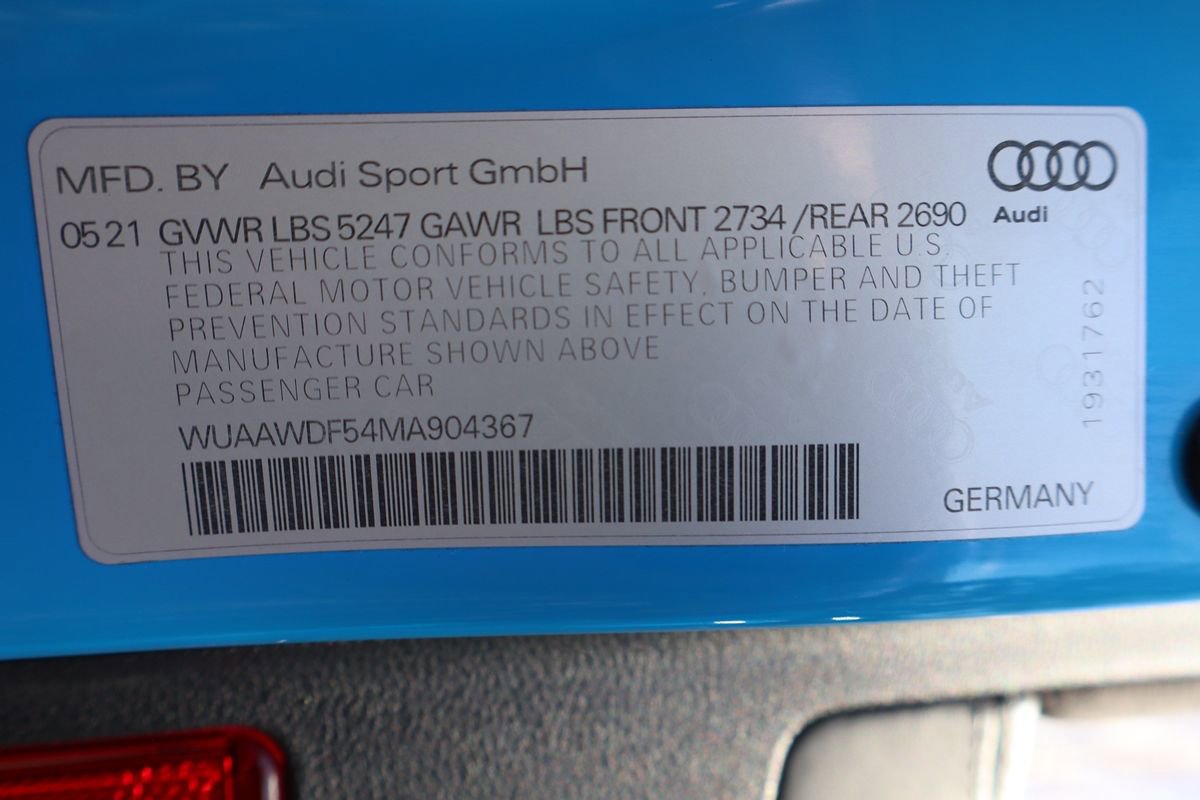 MFD. BY Audi Sport GmbH
Audi
05 21 GVWR LBS 5247 GAWR LBS FRONT 2734 /REAR 2690
THIS VEHICLE CONFORMS TO ALL APPLICABLE U.S.
FEDERAL MOTOR VEHICLE SAFETY, BUMPER AND THEFT
PREVENTION STANDARDS IN EFFECT ON THE DATE OF
MANUFACTURE SHOWN ABOVE
PASSENGER CAR
WUAAWDF54MA904367
1931762
GERMANY